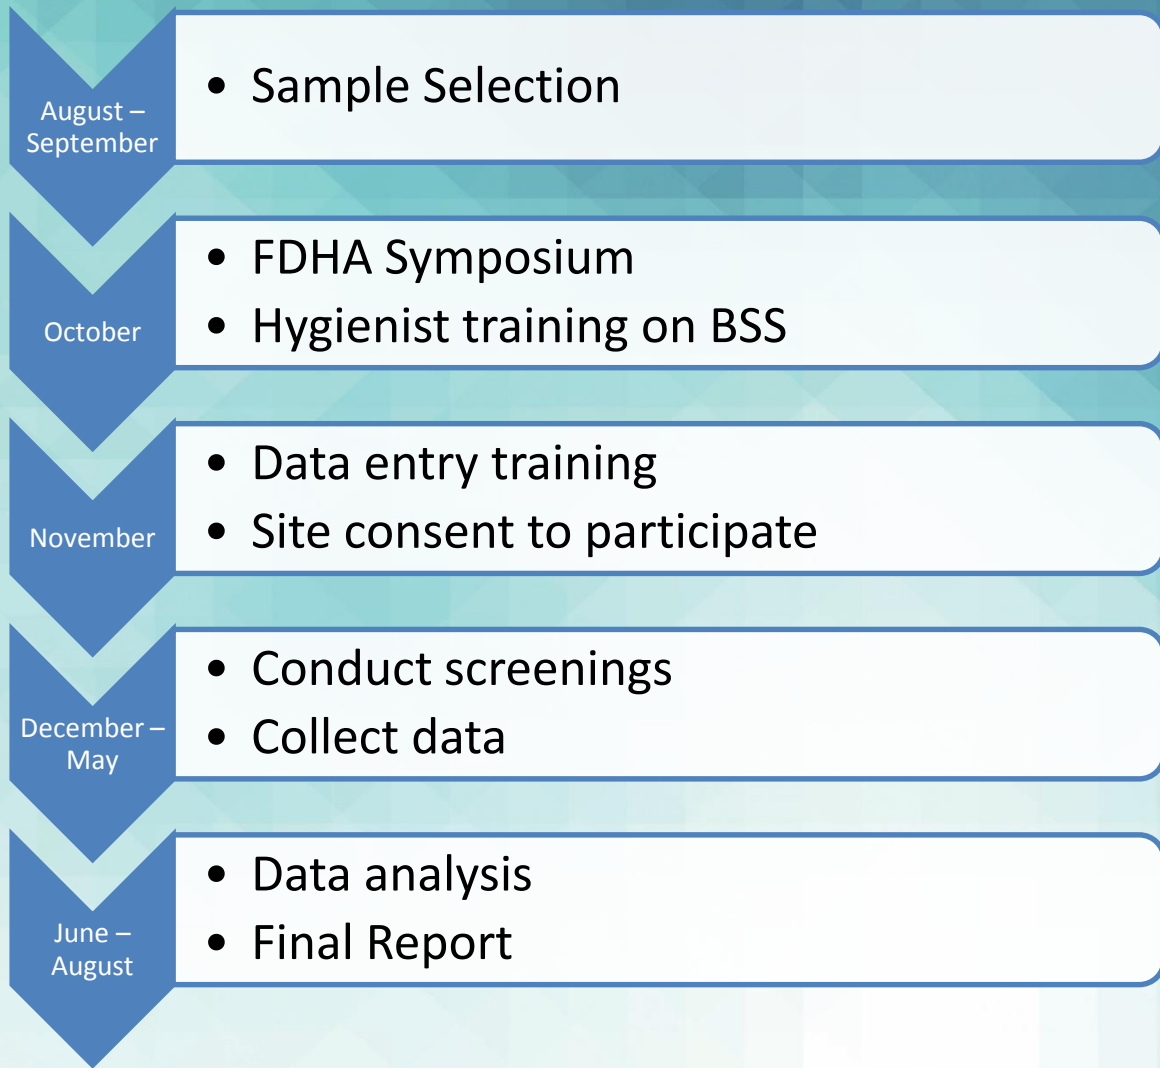 August –
September
• Sample Selection
October
• FDHA Symposium
• Hygienist training on BSS
November
• Data entry training
• Site consent to participate
December –
May
• Conduct screenings
• Collect data
June –
August
• Data analysis
• Final Report